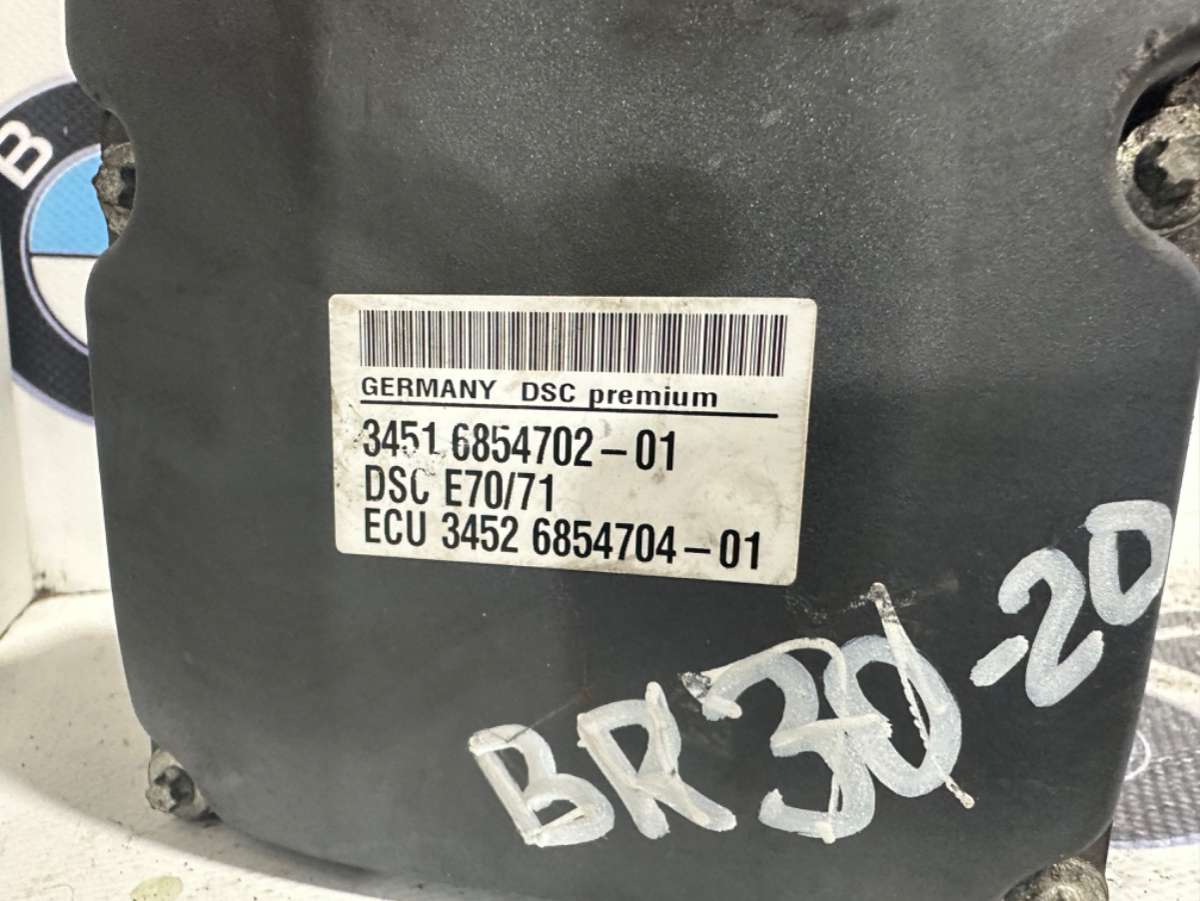 B
GERMANY DSC premium
3451 6854702-01
DSC E70/71
ECU 3452 6854704-01
BR30-20